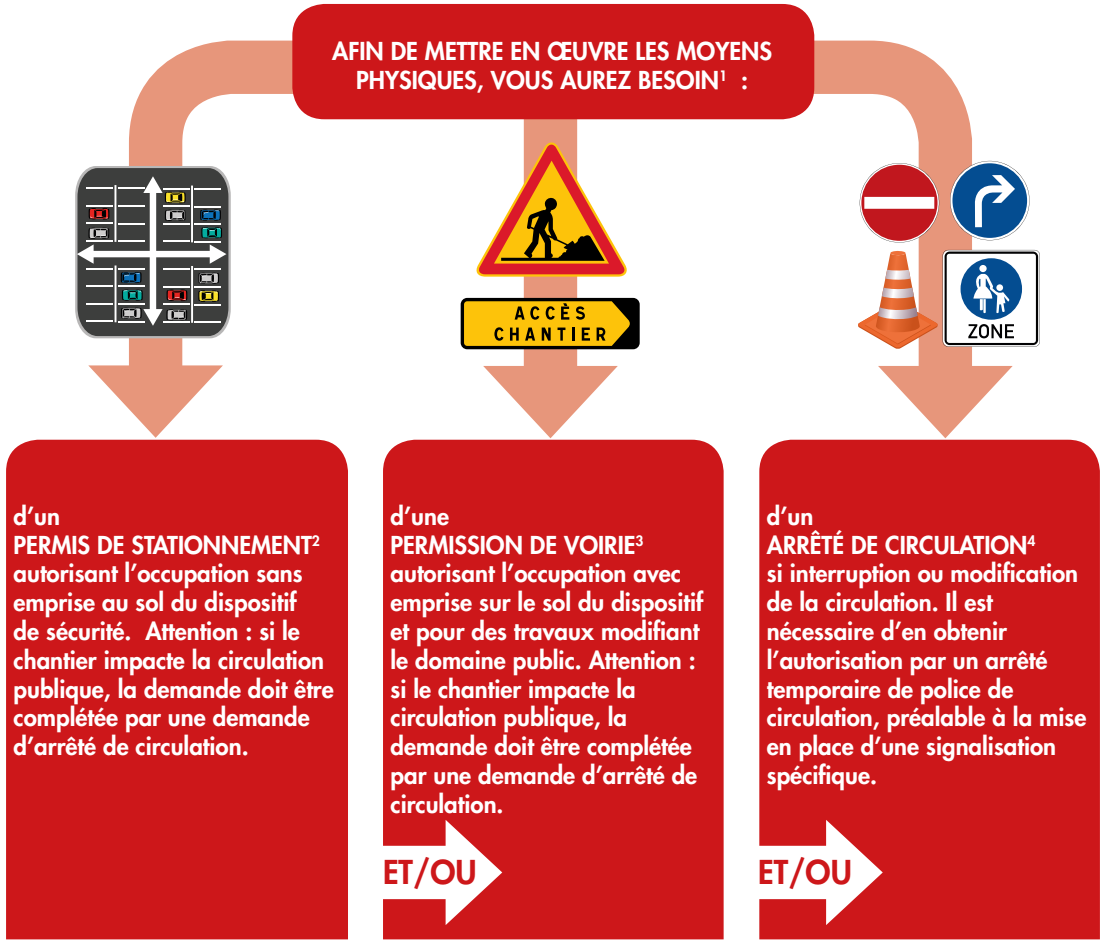 AFIN DE METTRE EN ŒUVRE LES MOYENS
PHYSIQUES, VOUS AUREZ BESOIN¹ :
ACCÈS
CHANTIER
ZONE
d’un
PERMIS DE STATIONNEMENT²
autorisant l’occupation sans
emprise au sol du dispositif
de sécurité. Attention : si le
chantier impacte la circulation
publique, la demande doit être
complétée par une demande
d’arrêté de circulation.
d’une
PERMISSION DE VOIRIE³
autorisant l’occupation avec
emprise sur le sol du dispositif
et pour des travaux modifiant
le domaine public. Attention :
si le chantier impacte la
circulation publique, la
demande doit être complétée
par une demande d’arrêté de
circulation.
ET/OU
d’un
ARRÊTÉ DE CIRCULATION⁴
si interruption ou modification
de la circulation. Il est
nécessaire d’en obtenir
l’autorisation par un arrêté
temporaire de police de
circulation, préalable à la mise
en place d’une signalisation
spécifique.
ET/OU